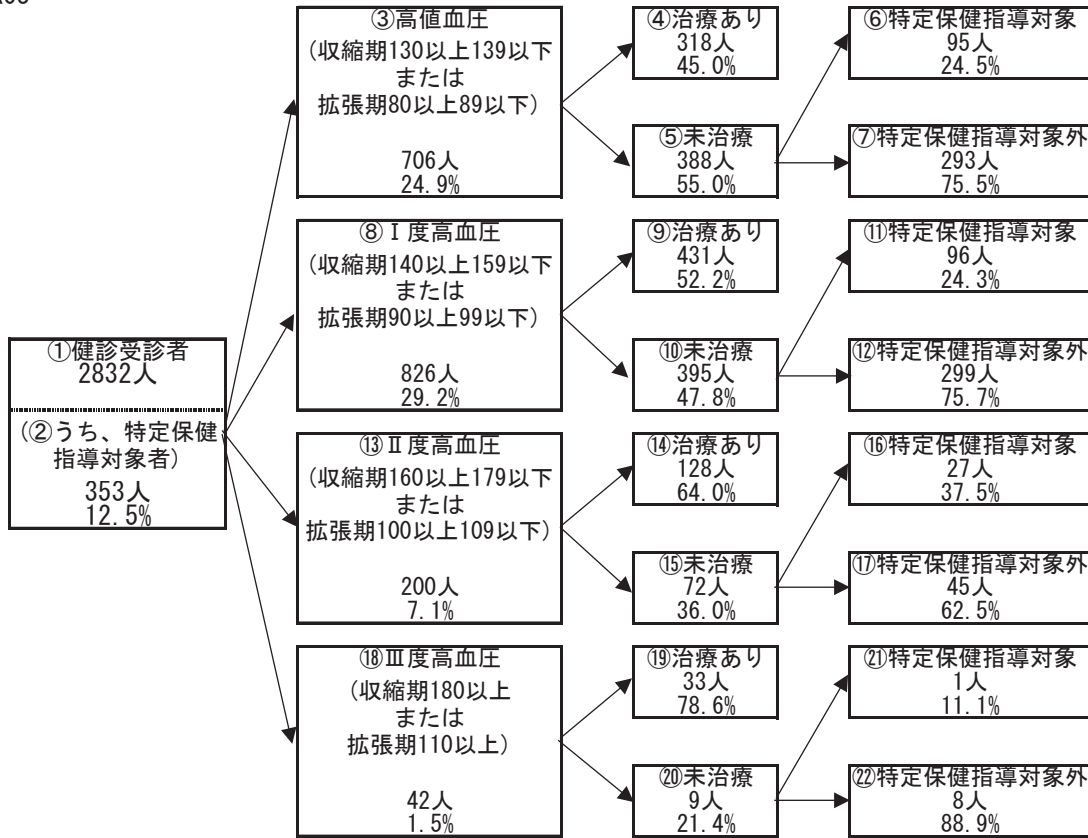 ①健診受診者
2832人
(②うち、特定保健
指導対象者)
353人
12.5%
③高値血圧
(収縮期130以上139以下
または
拡張期80以上89以下)
706人
24.9%
④治療あり
318人
45.0%
⑤未治療
388人
55.0%
⑥特定保健指導対象
95人
24.5%
⑦特定保健指導対象外
293人
75.5%
⑧Ⅰ度高血圧
(収縮期140以上159以下
または
拡張期90以上99以下)
826人
29.2%
⑨治療あり
431人
52.2%
⑩未治療
395人
47.8%
⑪特定保健指導対象
96人
24.3%
⑫特定保健指導対象外
299人
75.7%
⑬Ⅱ度高血圧
(収縮期160以上179以下
または
拡張期100以上109以下)
200人
7.1%
⑭治療あり
128人
64.0%
⑮未治療
72人
36.0%
⑯特定保健指導対象
27人
37.5%
⑰特定保健指導対象外
45人
62.5%
⑱Ⅲ度高血圧
(収縮期180以上
または
拡張期110以上)
42人
1.5%
⑲治療あり
33人
78.6%
⑳未治療
9人
21.4%
㉑特定保健指導対象
1人
11.1%
㉒特定保健指導対象外
8人
88.9%